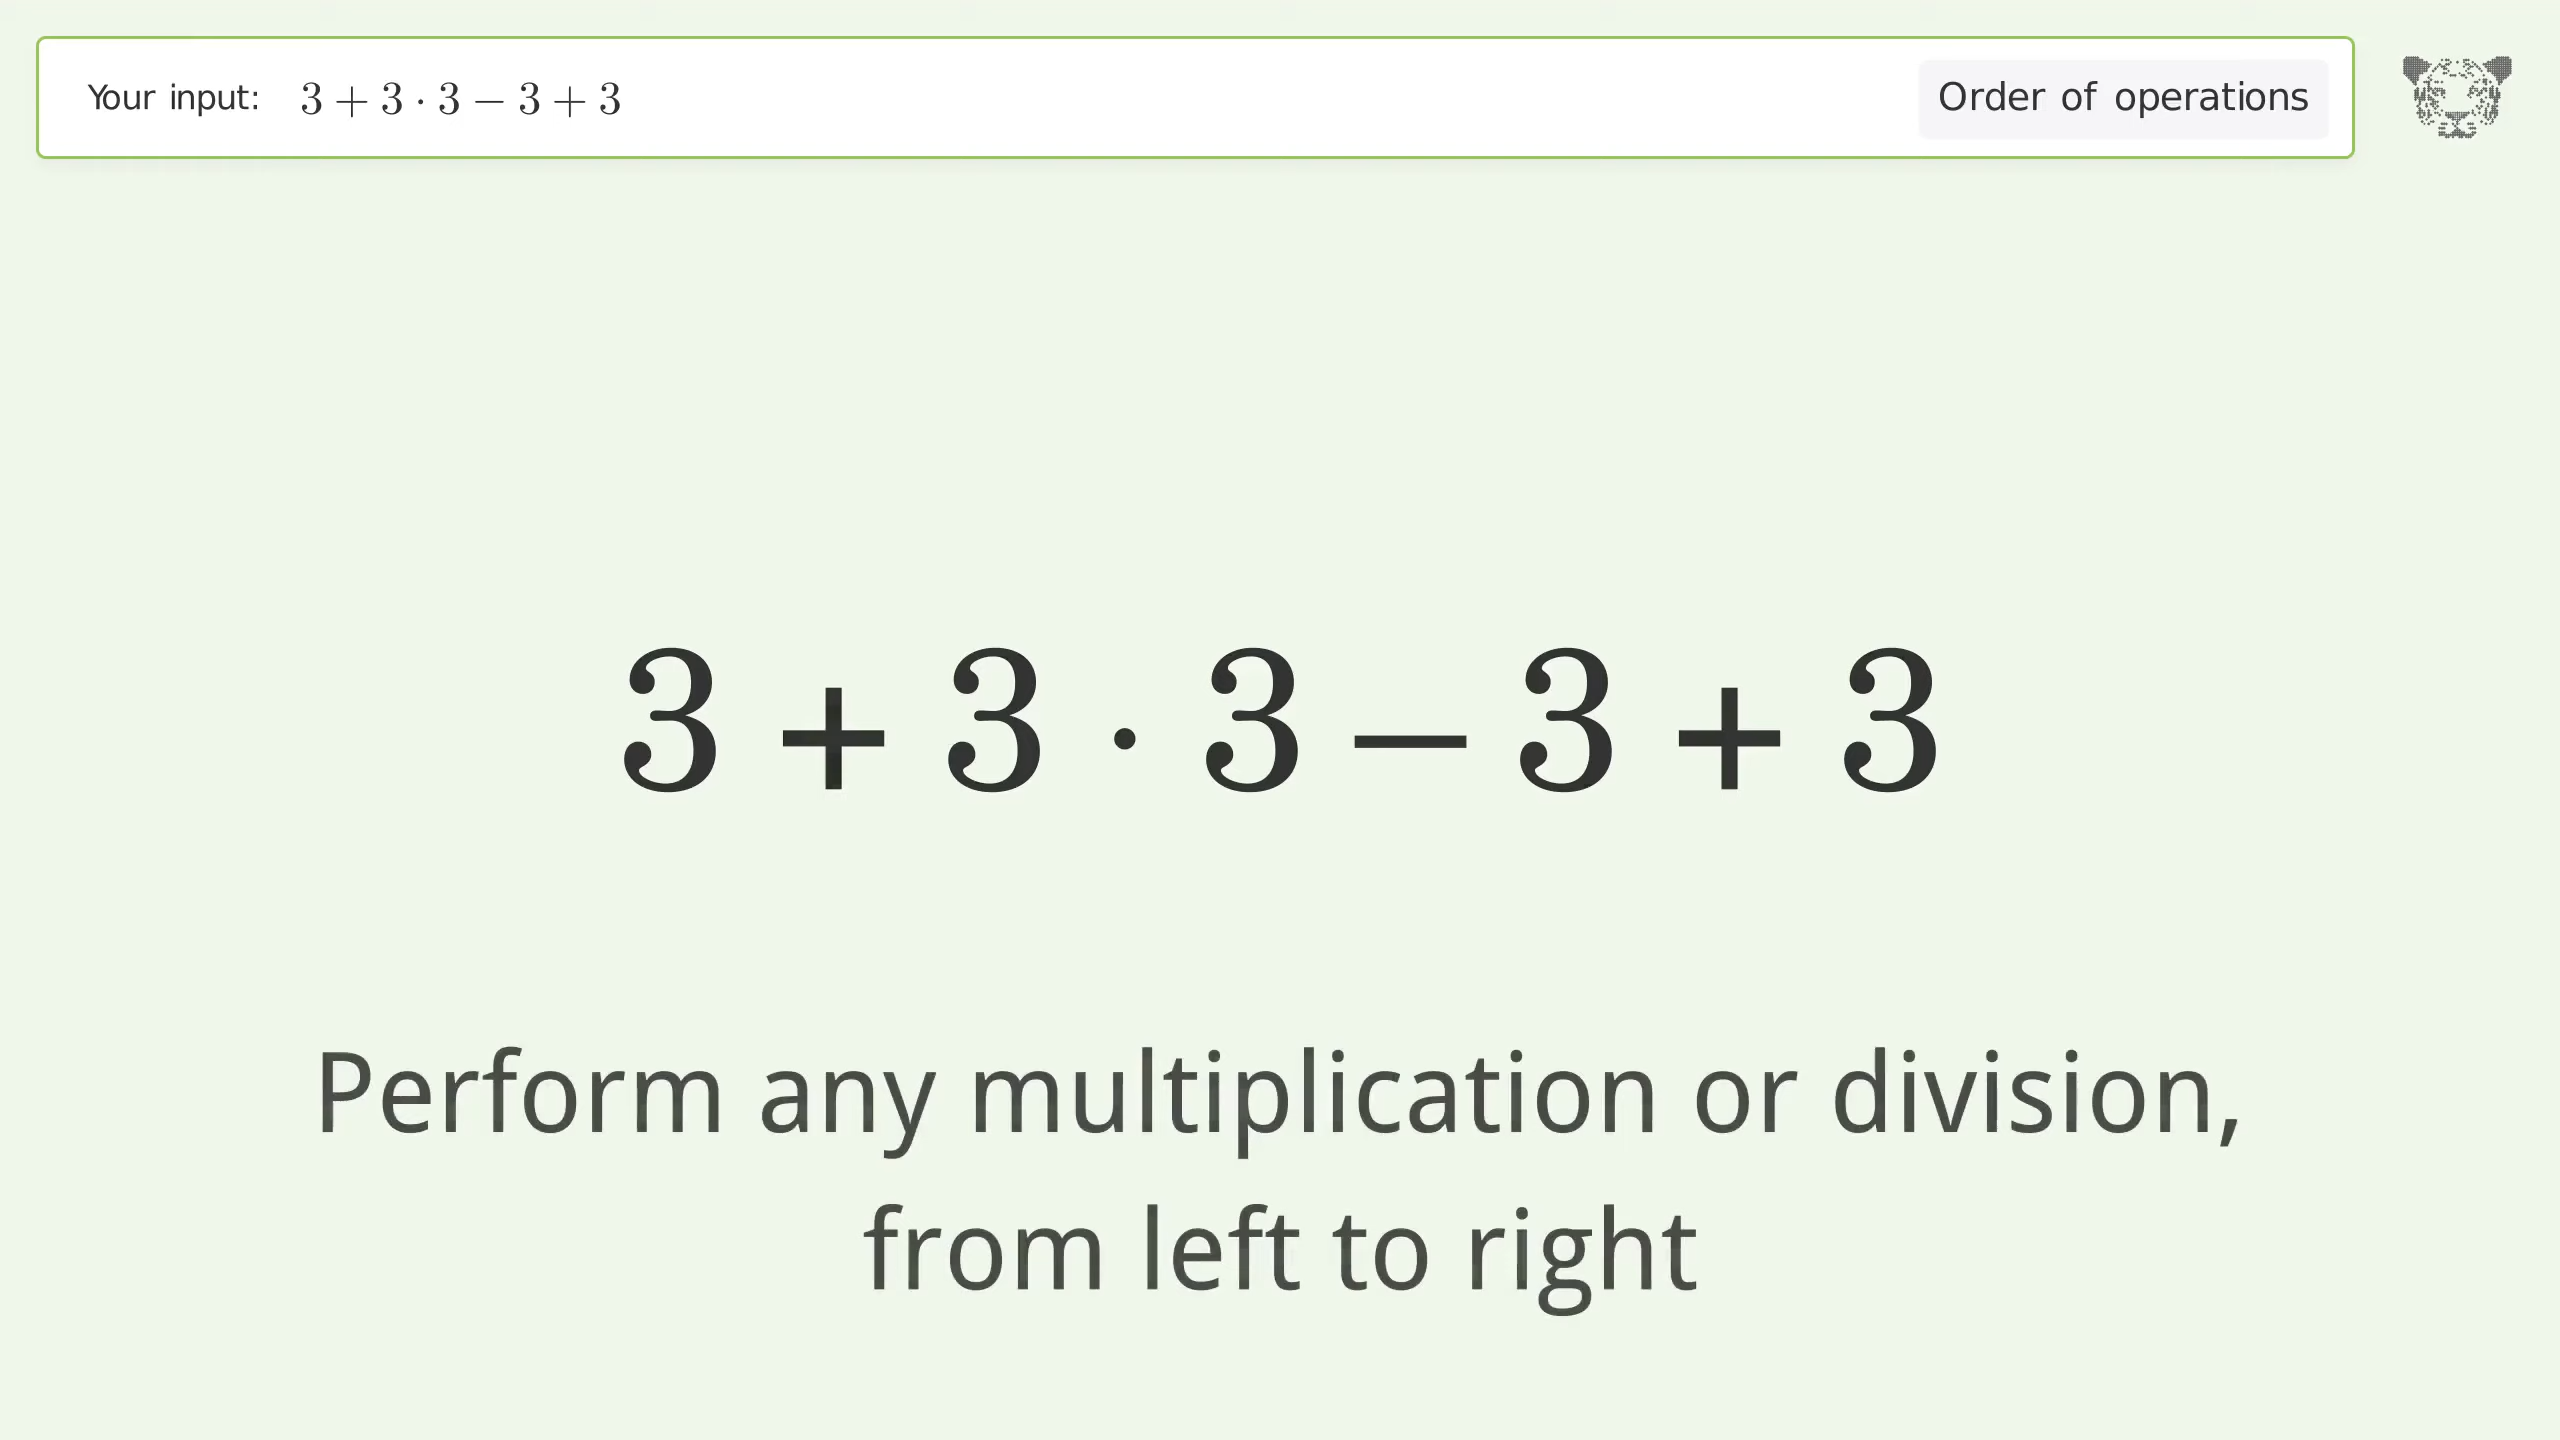 Your input: 3 + 3 · 3 − 3 + 3
Order of operations
3 + 3 · 3 − 3 + 3
Perform any multiplication or division,
from left to right